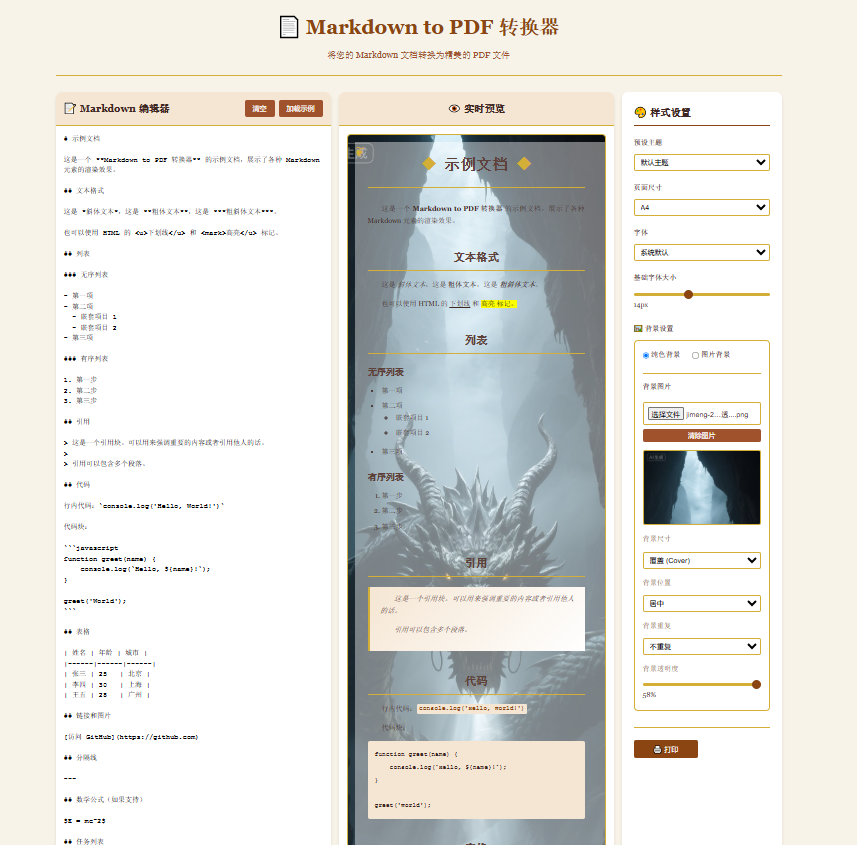 Markdown to PDF 转换器
将您的 Markdown 文档转换为精美的 PDF 文件
Markdown 编辑器
清空
加载示例
# 示例文档
这是一个 **Markdown to PDF 转换器** 的示例文档，展示了各种 Markdown
元素的渲染效果。
## 文本格式
这是 *斜体文本*，这是 **粗体文本**，这是 ***粗斜体文本***。
也可以使用 HTML 的 <u>下划线</u> 和 <mark>高亮</u> 标记。
## 列表
### 无序列表
- 第一项
- 第二项
- 嵌套项目 1
- 嵌套项目 2
- 第三项
### 有序列表
1. 第一步
2. 第二步
3. 第三步
## 引用
> 这是一个引用块。可以用来强调重要的内容或者引用他人的话。
>
> 引用可以包含多个段落。
## 代码
行内代码：`console.log('Hello, World!')`
代码块：
```javascript
function greet(name) {
console.log(`Hello, ${name}!`);
}
greet('World');
```
## 表格
| 姓名 | 年龄 | 城市 |
|------|------|------|
| 张三 | 25 | 北京 |
| 李四 | 30 | 上海 |
| 王五 | 28 | 广州 |
## 链接和图片
[访问 GitHub](https://github.com)
## 分隔线
---
## 数学公式（如果支持）
$E = mc^2$
## 任务列表
实时预览
生成
示例文档
这是一个 Markdown to PDF 转换器 的示例文档，展示了各种
Markdown 元素的渲染效果。
文本格式
这是 斜体文本，这是 粗体文本，这是 粗斜体文本。
也可以使用 HTML 的 下划线 和 高亮 标记。
列表
无序列表
第一项
第二项
嵌套项目 1
嵌套项目 2
第三项
有序列表
1. 第一步
2. 第二步
3. 第三步
引用
这是一个引用块。可以用来强调重要的内容或者引用他人
的话。
引用可以包含多个段落。
代码
行内代码：console.log('Hello, World!')
代码块：
function greet(name) {
console.log(`Hello, ${name}!`);
}
greet('World');
样式设置
预设主题
默认主题
页面尺寸
A4
字体
系统默认
基础字体大小
14px
背景设置
纯色背景
图片背景
背景图片
选择文件 jimeng-2...透....png
清除图片
背景尺寸
覆盖 (Cover)
背景位置
居中
背景重复
不重复
背景透明度
58%
打印